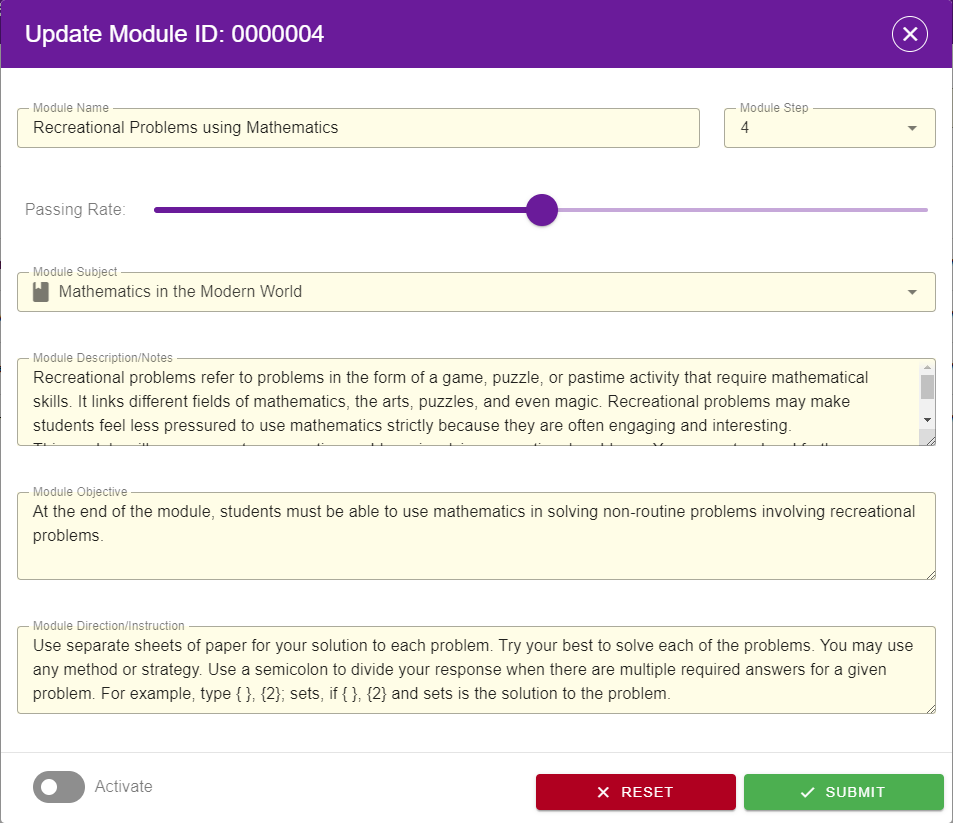 Update Module ID: 0000004
Module Name
Recreational Problems using Mathematics
Module Step
4
Passing Rate:
Module Subject
Mathematics in the Modern World
Module Description/Notes
Recreational problems refer to problems in the form of a game, puzzle, or pastime activity that require mathematical
skills. It links different fields of mathematics, the arts, puzzles, and even magic. Recreational problems may make
students feel less pressured to use mathematics strictly because they are often engaging and interesting.
Module Objective
At the end of the module, students must be able to use mathematics in solving non-routine problems involving recreational
problems.
Module Direction/Instruction
Use separate sheets of paper for your solution to each problem. Try your best to solve each of the problems. You may use
any method or strategy. Use a semicolon to divide your response when there are multiple required answers for a given
problem. For example, type { }, {2}; sets, if { }, {2} and sets is the solution to the problem.
Activate
RESET
SUBMIT